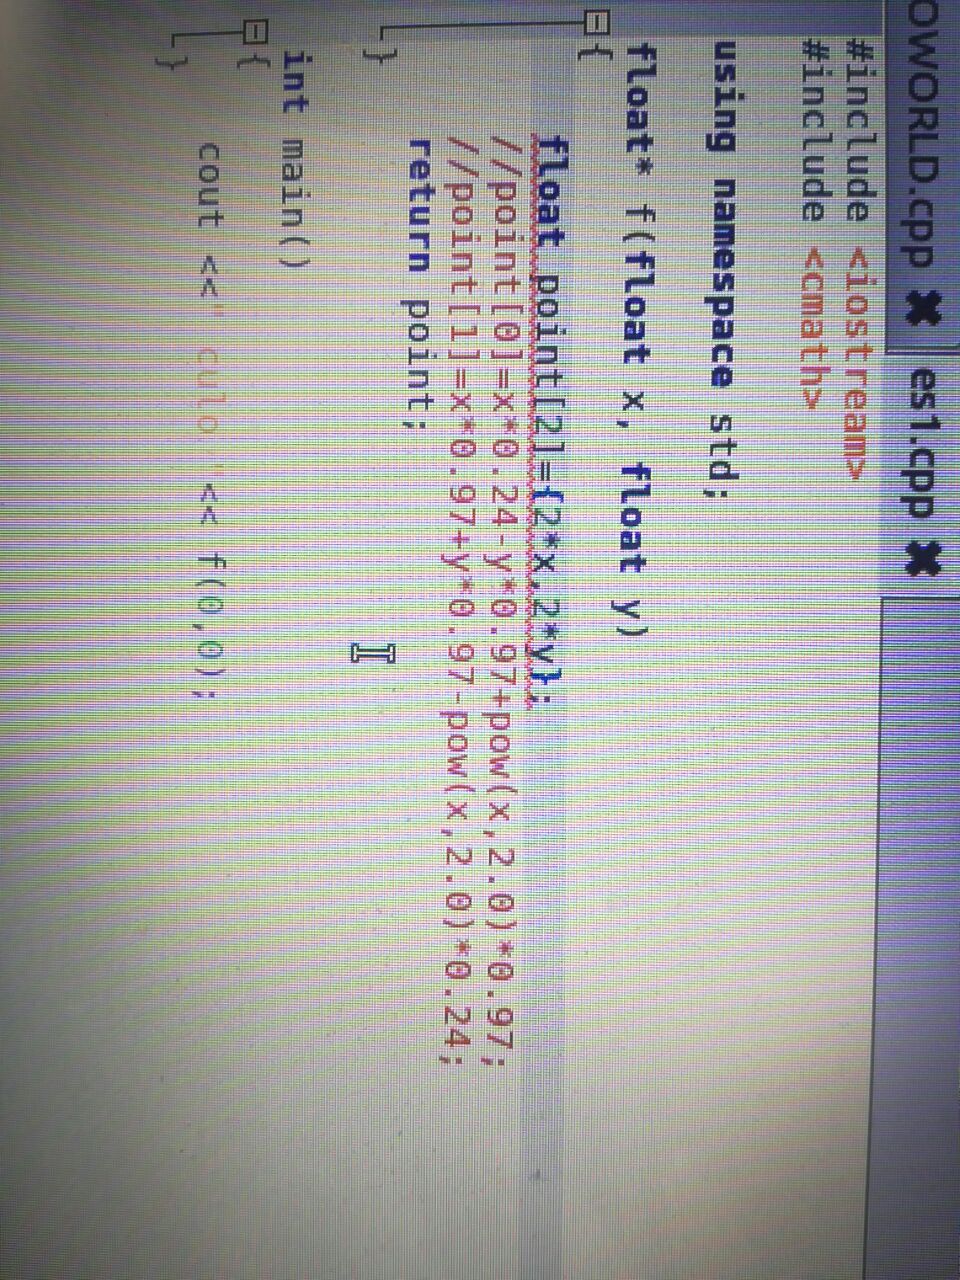 OWORLD.cpp ✖ es1.cpp ✖
#include <iostream>
#include <cmath>
using namespace std;
float* f(float x, float y)
{
float point[2]={2*x,2*y};
//point[0]=x*0.24-y*0.97+pow(x,2.0)*0.97;
//point[1]=x*0.97+y*0.97-pow(x,2.0)*0.24;
return point;
}
int main()
{
cout <<" culo "<< f(0,0);
}